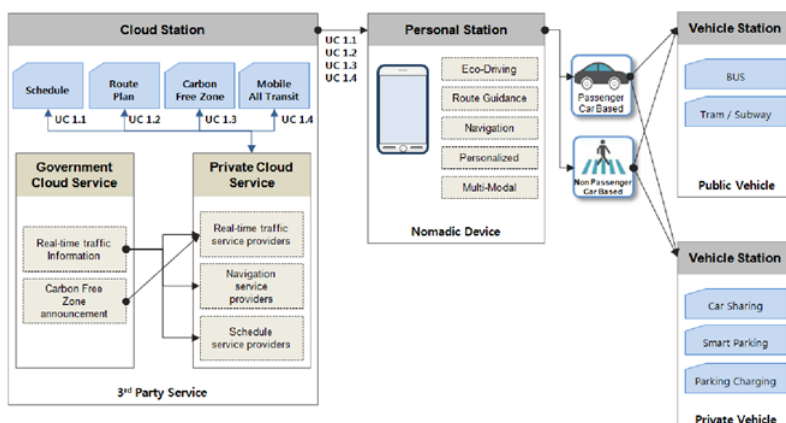 Cloud Station
Schedule
Route
Plan
Carbon
Free Zone
Mobile
All Transit
UC 1.1
UC 1.2
UC 1.3
UC 1.4
Government
Cloud Service
Real-time traffic
Information
Carbon Free
Zone
announcement
Private Cloud
Service
Real-time traffic
service providers
Navigation
service
providers
Schedule
service providers
3rd Party Service
UC 1.1
UC 1.2
UC 1.3
UC 1.4
Personal Station
Eco-Driving
Route Guidance
Navigation
Personalized
Multi-Modal
Nomadic Device
Passenger
Car Based
Non Passenger
Car Based
Vehicle Station
BUS
Tram / Subway
Public Vehicle
Vehicle Station
Car Sharing
Smart Parking
Parking Charging
Private Vehicle